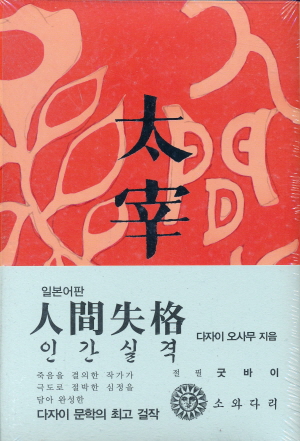 太
宰
일본어판
人間失格
인간실격
다자이 오사무 지음
죽음을 결의한 작가가
극도로 절박한 심정을
담아 완성한
다자이 문학의 최고 걸작
절필 굿바이
소와다리